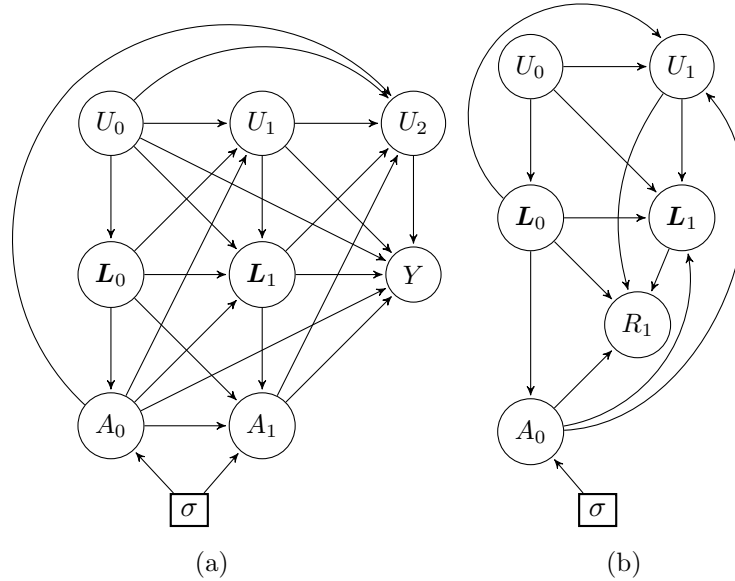 U₀ U₁ U₂
𝑳₀ 𝑳₁ Y
A₀ A₁
σ
(a)
U₀ U₁
𝑳₀ 𝑳₁
R₁
A₀
σ
(b)